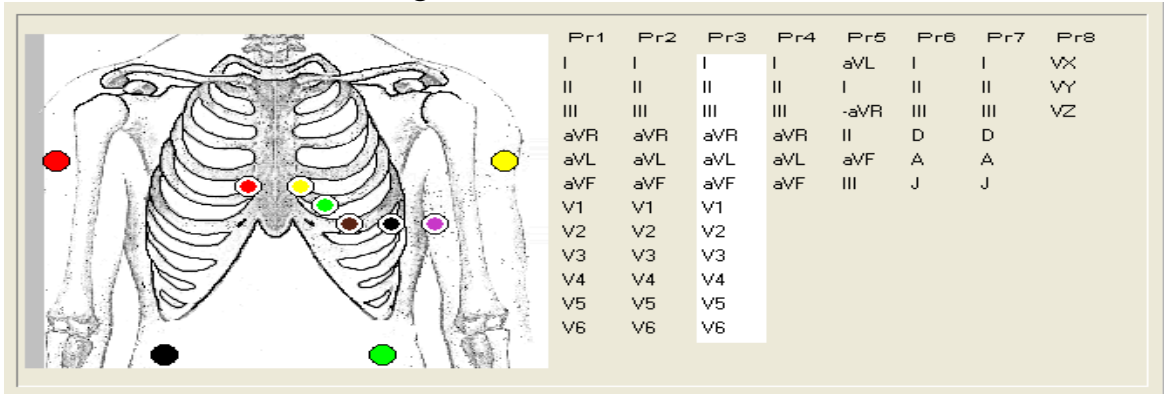 Pr1 Pr2 Pr3 Pr4 Pr5 Pr6 Pr7 Pr8
I I I I aVL I I VX
II II II II I II II VY
III III III III -aVR III III VZ
aVR aVR aVR aVR II D D
aVL aVL aVL aVL aVF A A
aVF aVF aVF aVF III J J
V1 V1 V1
V2 V2 V2
V3 V3 V3
V4 V4 V4
V5 V5 V5
V6 V6 V6